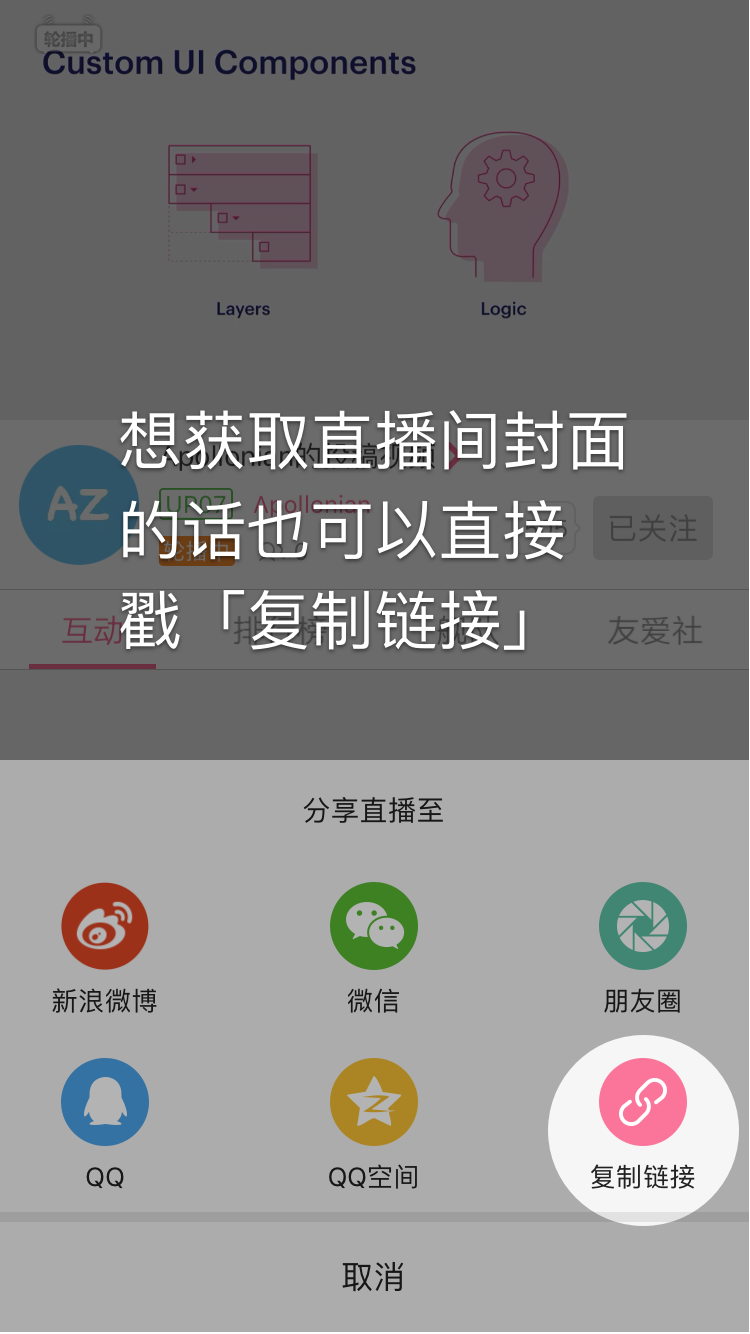 轮播中
Custom UI Components
Layers
Logic
想获取直播间封面
的话也可以直接
戳「复制链接」
AZ
UP07
Apollonian
轮播中
已关注
互动
友爱社
分享直播至
新浪微博
微信
朋友圈
QQ
QQ空间
复制链接
取消